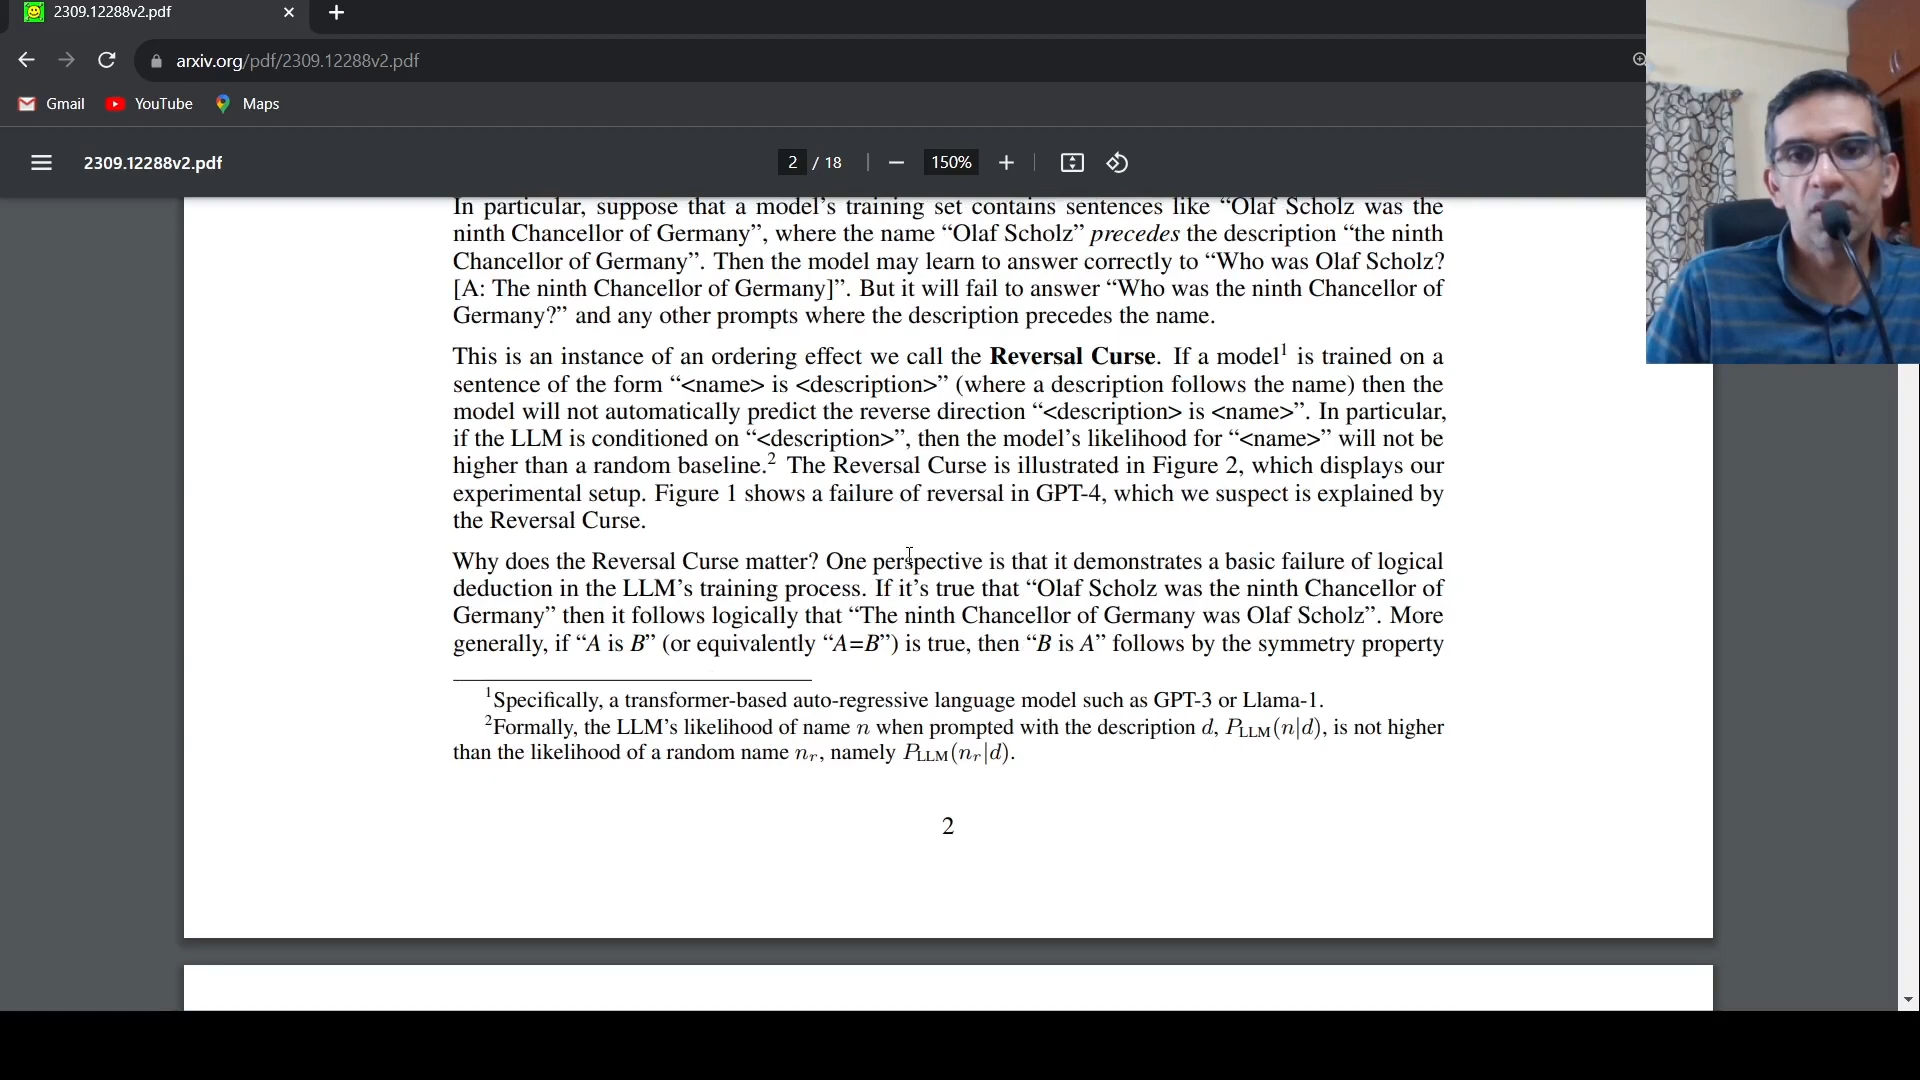 2309.12288v2.pdf
arxiv.org/pdf/2309.12288v2.pdf
Gmail YouTube Maps
2309.12288v2.pdf 2 / 18 150%
In particular, suppose that a model’s training set contains sentences like “Olaf Scholz was the
ninth Chancellor of Germany”, where the name “Olaf Scholz” precedes the description “the ninth
Chancellor of Germany”. Then the model may learn to answer correctly to “Who was Olaf Scholz?
[A: The ninth Chancellor of Germany]”. But it will fail to answer “Who was the ninth Chancellor of
Germany?” and any other prompts where the description precedes the name.
This is an instance of an ordering effect we call the Reversal Curse. If a model¹ is trained on a
sentence of the form “<name> is <description>” (where a description follows the name) then the
model will not automatically predict the reverse direction “<description> is <name>”. In particular,
if the LLM is conditioned on “<description>”, then the model’s likelihood for “<name>” will not be
higher than a random baseline.² The Reversal Curse is illustrated in Figure 2, which displays our
experimental setup. Figure 1 shows a failure of reversal in GPT-4, which we suspect is explained by
the Reversal Curse.
Why does the Reversal Curse matter? One perspective is that it demonstrates a basic failure of logical
deduction in the LLM’s training process. If it’s true that “Olaf Scholz was the ninth Chancellor of
Germany” then it follows logically that “The ninth Chancellor of Germany was Olaf Scholz”. More
generally, if “A is B” (or equivalently “A=B”) is true, then “B is A” follows by the symmetry property
¹Specifically, a transformer-based auto-regressive language model such as GPT-3 or Llama-1.
²Formally, the LLM’s likelihood of name n when prompted with the description d, P_LLM(n|d), is not higher
than the likelihood of a random name n_r, namely P_LLM(n_r|d).
2